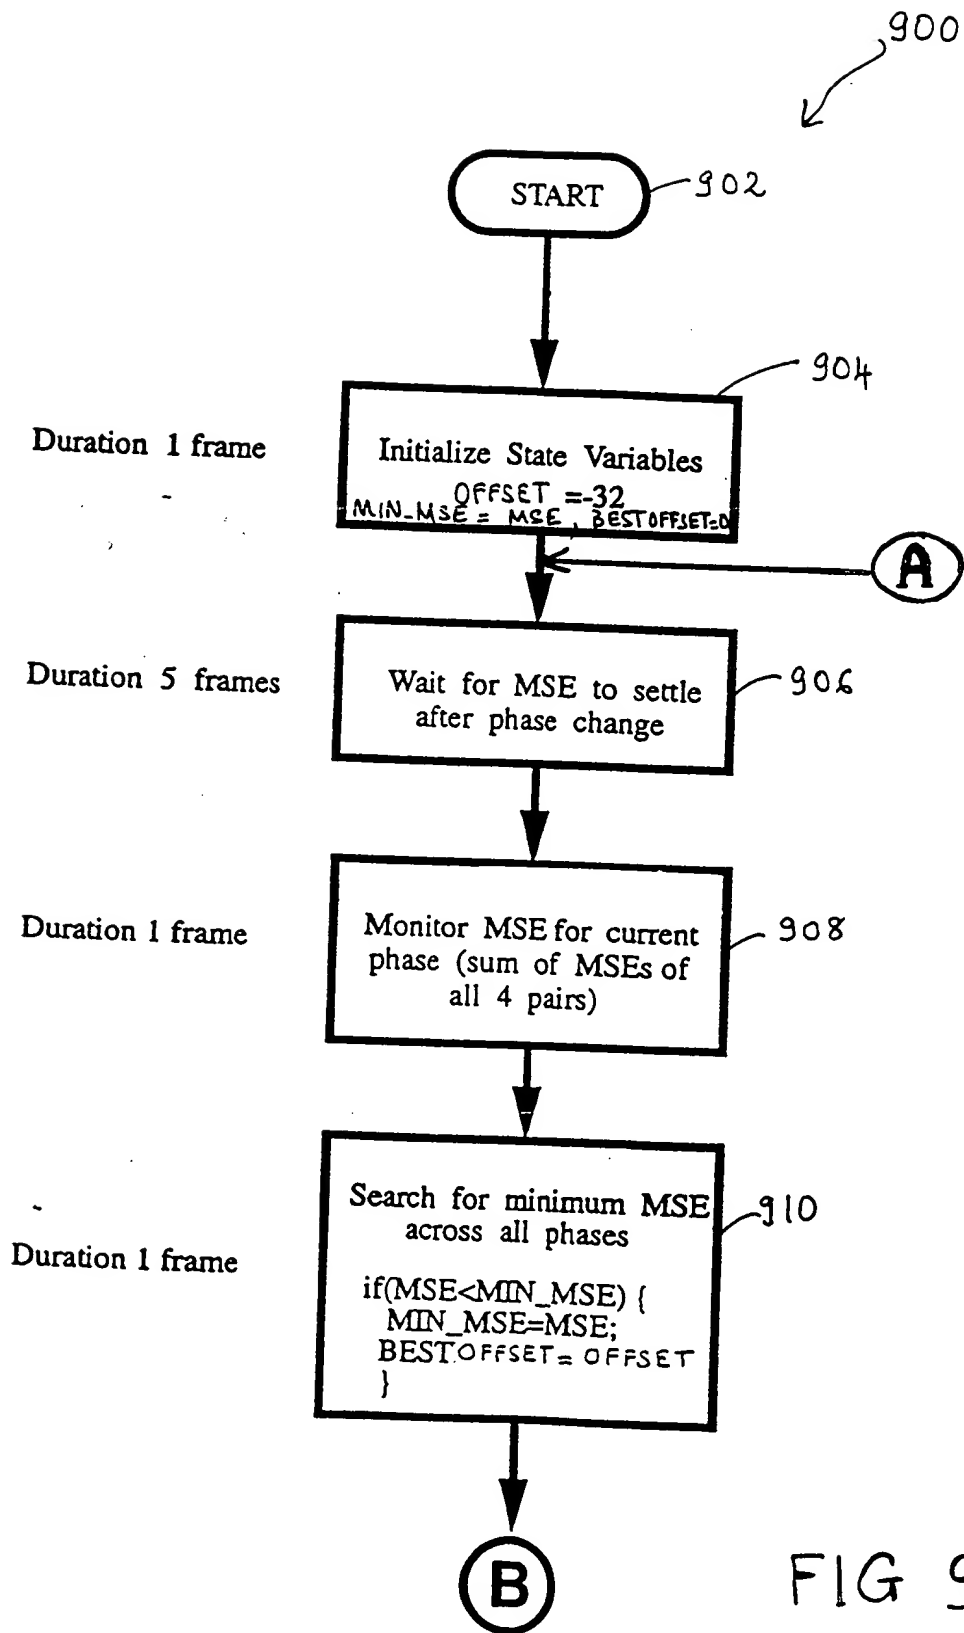 900
START
902
904
Duration 1 frame
Initialize State Variables
OFFSET =-32
MIN_MSE = MSE, BESTOFFSET=0
A
Duration 5 frames
Wait for MSE to settle
after phase change
906
Duration 1 frame
Monitor MSE for current
phase (sum of MSEs of
all 4 pairs)
908
Duration 1 frame
Search for minimum MSE
across all phases
910
if(MSE<MIN_MSE) {
MIN_MSE=MSE;
BEST.OFFSET = OFFSET
}
B
FIG 9